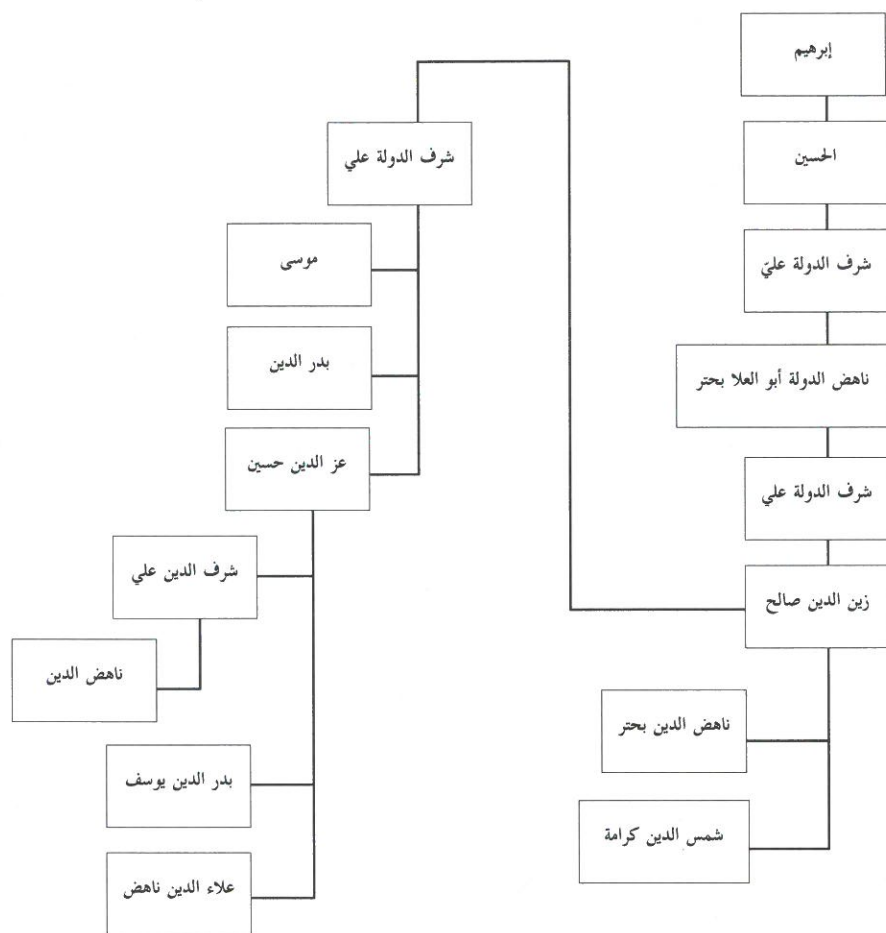 إبرهيم
الحسين
شرف الدولة عليّ
ناهض الدولة أبو العلا بحتر
شرف الدولة علي
زين الدين صالح
ناهض الدين بحتر
شمس الدين كرامة
شرف الدولة علي
موسى
بدر الدين
عز الدين حسين
شرف الدين علي
ناهض الدين
بدر الدين يوسف
علاء الدين ناهض